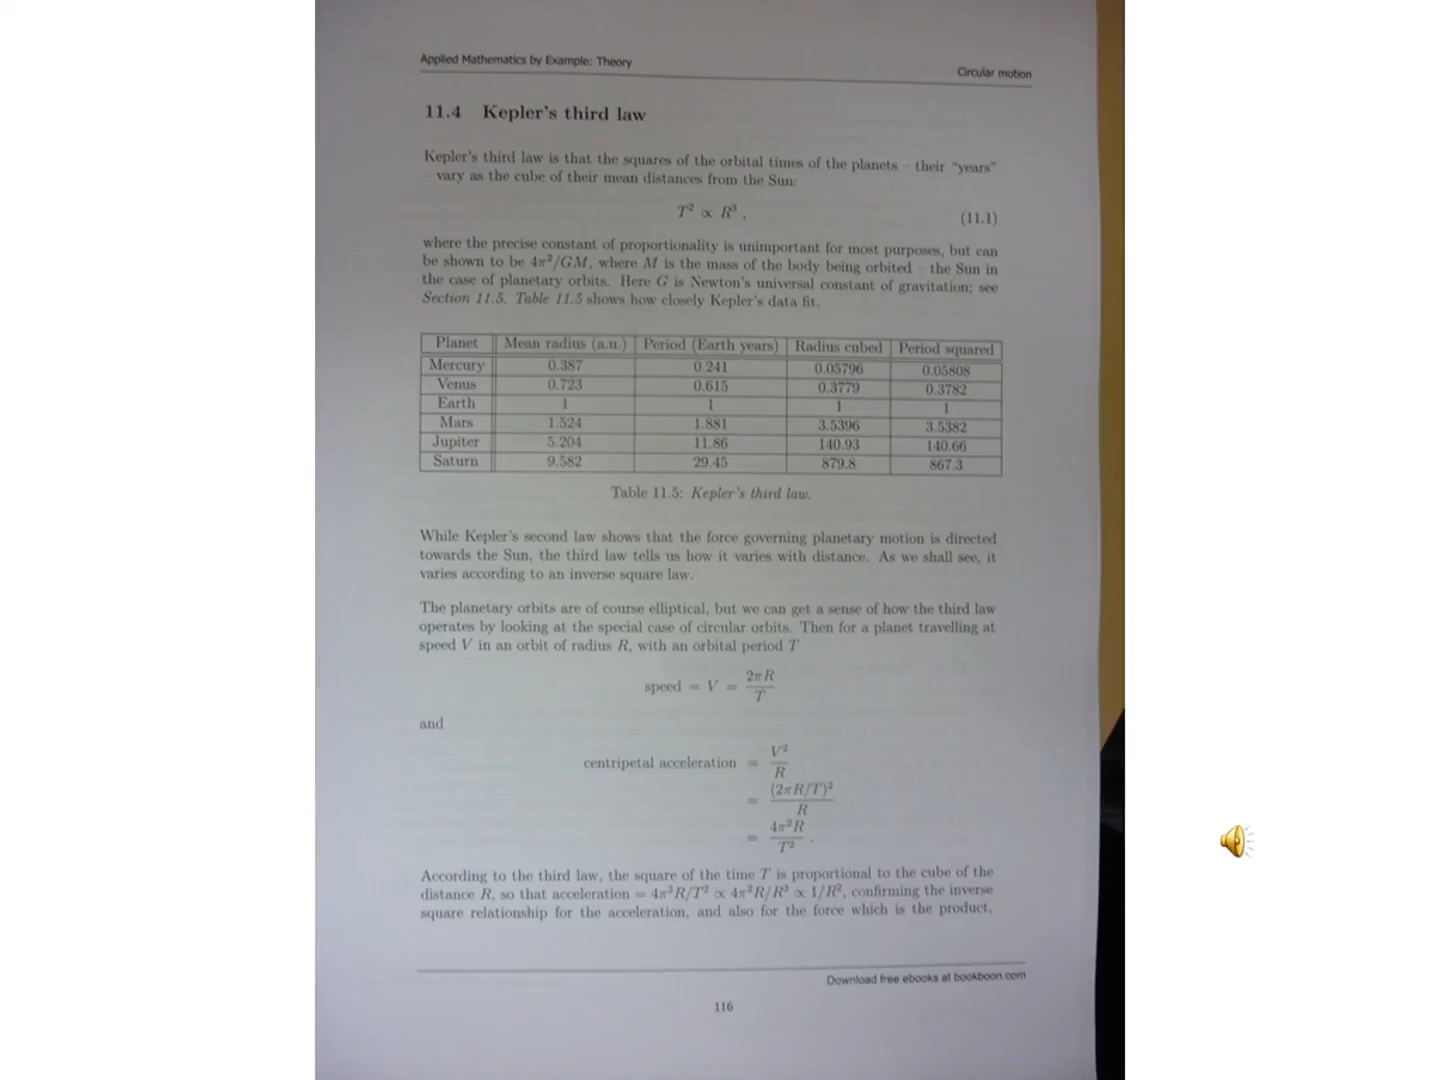 Applied Mathematics by Example: Theory
Circular motion
11.4 Kepler's third law
Kepler's third law is that the squares of the orbital times of the planets – their "years"
– vary as the cube of their mean distances from the Sun:
T² ∝ R³ , (11.1)
where the precise constant of proportionality is unimportant for most purposes, but can
be shown to be 4π²/GM, where M is the mass of the body being orbited – the Sun in
the case of planetary orbits. Here G is Newton's universal constant of gravitation; see
Section 11.5. Table 11.5 shows how closely Kepler's data fit.
Planet Mean radius (a.u.) Period (Earth years) Radius cubed Period squared
Mercury 0.387 0.241 0.05796 0.05808
Venus 0.723 0.615 0.3779 0.3782
Earth 1 1 1 1
Mars 1.524 1.881 3.5396 3.5382
Jupiter 5.204 11.86 140.93 140.66
Saturn 9.582 29.45 879.8 867.3
Table 11.5: Kepler's third law.
While Kepler's second law shows that the force governing planetary motion is directed
towards the Sun, the third law tells us how it varies with distance. As we shall see, it
varies according to an inverse square law.
The planetary orbits are of course elliptical, but we can get a sense of how the third law
operates by looking at the special case of circular orbits. Then for a planet travelling at
speed V in an orbit of radius R, with an orbital period T
speed = V = 2πR/T
and
centripetal acceleration = V²/R
= (2πR/T)²/R
= 4π²R/T² .
According to the third law, the square of the time T is proportional to the cube of the
distance R, so that acceleration = 4π²R/T² ∝ 4π²R/R³ ∝ 1/R², confirming the inverse
square relationship for the acceleration, and also for the force which is the product,
Download free ebooks at bookboon.com
116